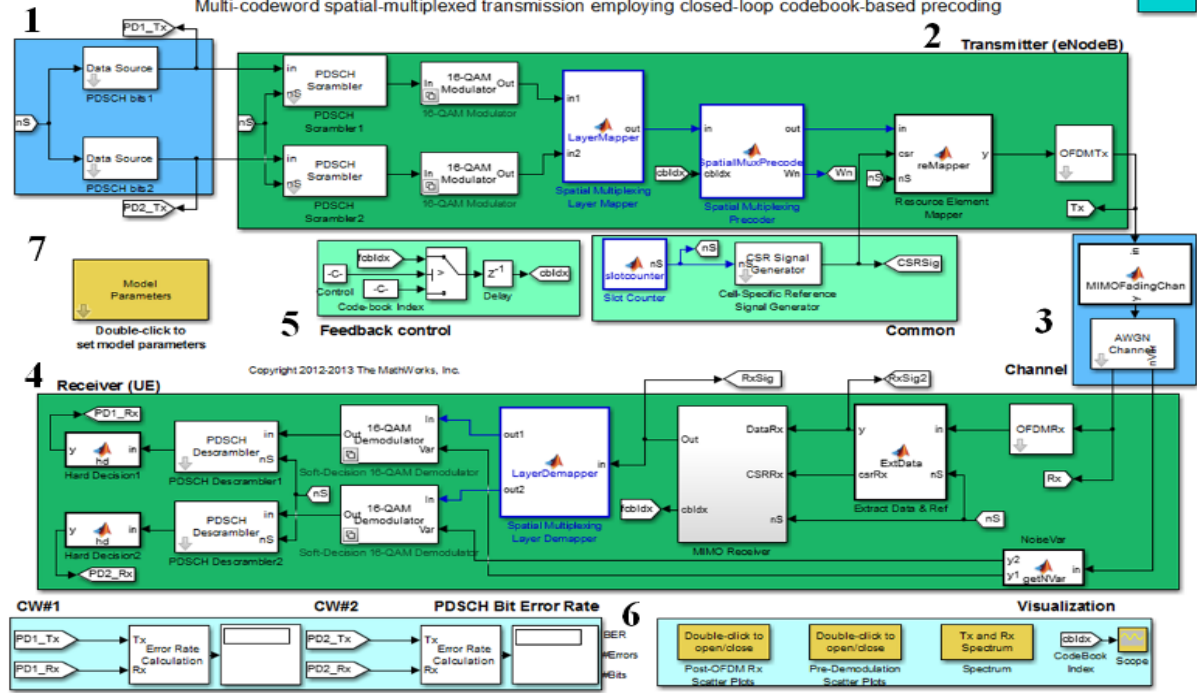 Multi-codeword spatial-multiplexed transmission employing closed-loop codebook-based precoding
1
PD1_Tx
Data Source
PDSCH bits1
nS
Data Source
PDSCH bits2
PD2_Tx
2
Transmitter (eNodeB)
in
nS
PDSCH
Scrambler
PDSCH
Scrambler1
In
16-QAM
Modulator
Out
16-QAM Modulator
nS
in
nS
PDSCH
Scrambler
PDSCH
Scrambler2
In
16-QAM
Modulator
Out
16-QAM Modulator
in1
in2
out
LayerMapper
Spatial Multiplexing
Layer Mapper
in
out
SpatialMuxPrecode
cbIdx
Wn
cbIdx
Wn
Spatial Multiplexing
Precoder
in
csr
nS
y
reMapper
nS
Resource Element
Mapper
OFDMTx
Tx
7
Model
Parameters
Double-click to
set model parameters
fcbIdx
-C-
Control
>
-C-
Code-book Index
z-1
Delay
cbIdx
5
Feedback control
slotcounter
nS
Slot Counter
nS
nS
CSR Signal
Generator
Cell-Specific Reference
Signal Generator
CSRSig
Common
3
in
MIMOFadingChan
y
AWGN
Channel
nVar
Channel
4
Receiver (UE)
Copyright 2012-2013 The MathWorks, Inc.
PD1_Rx
y
in
hd
Hard Decision1
PDSCH
Descrambler
in
nS
PDSCH Descrambler1
Out
16-QAM
Demodulator
In
Var
Soft-Decision 16-QAM Demodulator
nS
y
in
hd
Hard Decision2
PD2_Rx
PDSCH
Descrambler
in
nS
PDSCH Descrambler2
Out
16-QAM
Demodulator
In
Var
Soft-Decision 16-QAM Demodulator
out1
out2
in
LayerDemapper
Spatial Multiplexing
Layer Demapper
RxSig
RxSig2
fcbIdx
Out
cbIdx
DataRx
CSRRx
nS
MIMO Receiver
y
csrRx
in
nS
ExtData
Extract Data & Ref
OFDMRx
Rx
nS
NoiseVar
y2
y1
in
getNVar
CW#1
PD1_Tx
PD1_Rx
Tx
Rx
Error Rate
Calculation
CW#2
PD2_Tx
PD2_Rx
Tx
Rx
Error Rate
Calculation
PDSCH Bit Error Rate
BER
#Errors
#Bits
6
Visualization
Double-click to
open/close
Post-OFDM Rx
Scatter Plots
Double-click to
open/close
Pre-Demodulation
Scatter Plots
Tx and Rx
Spectrum
Spectrum
cbIdx
CodeBook
Index
Scope